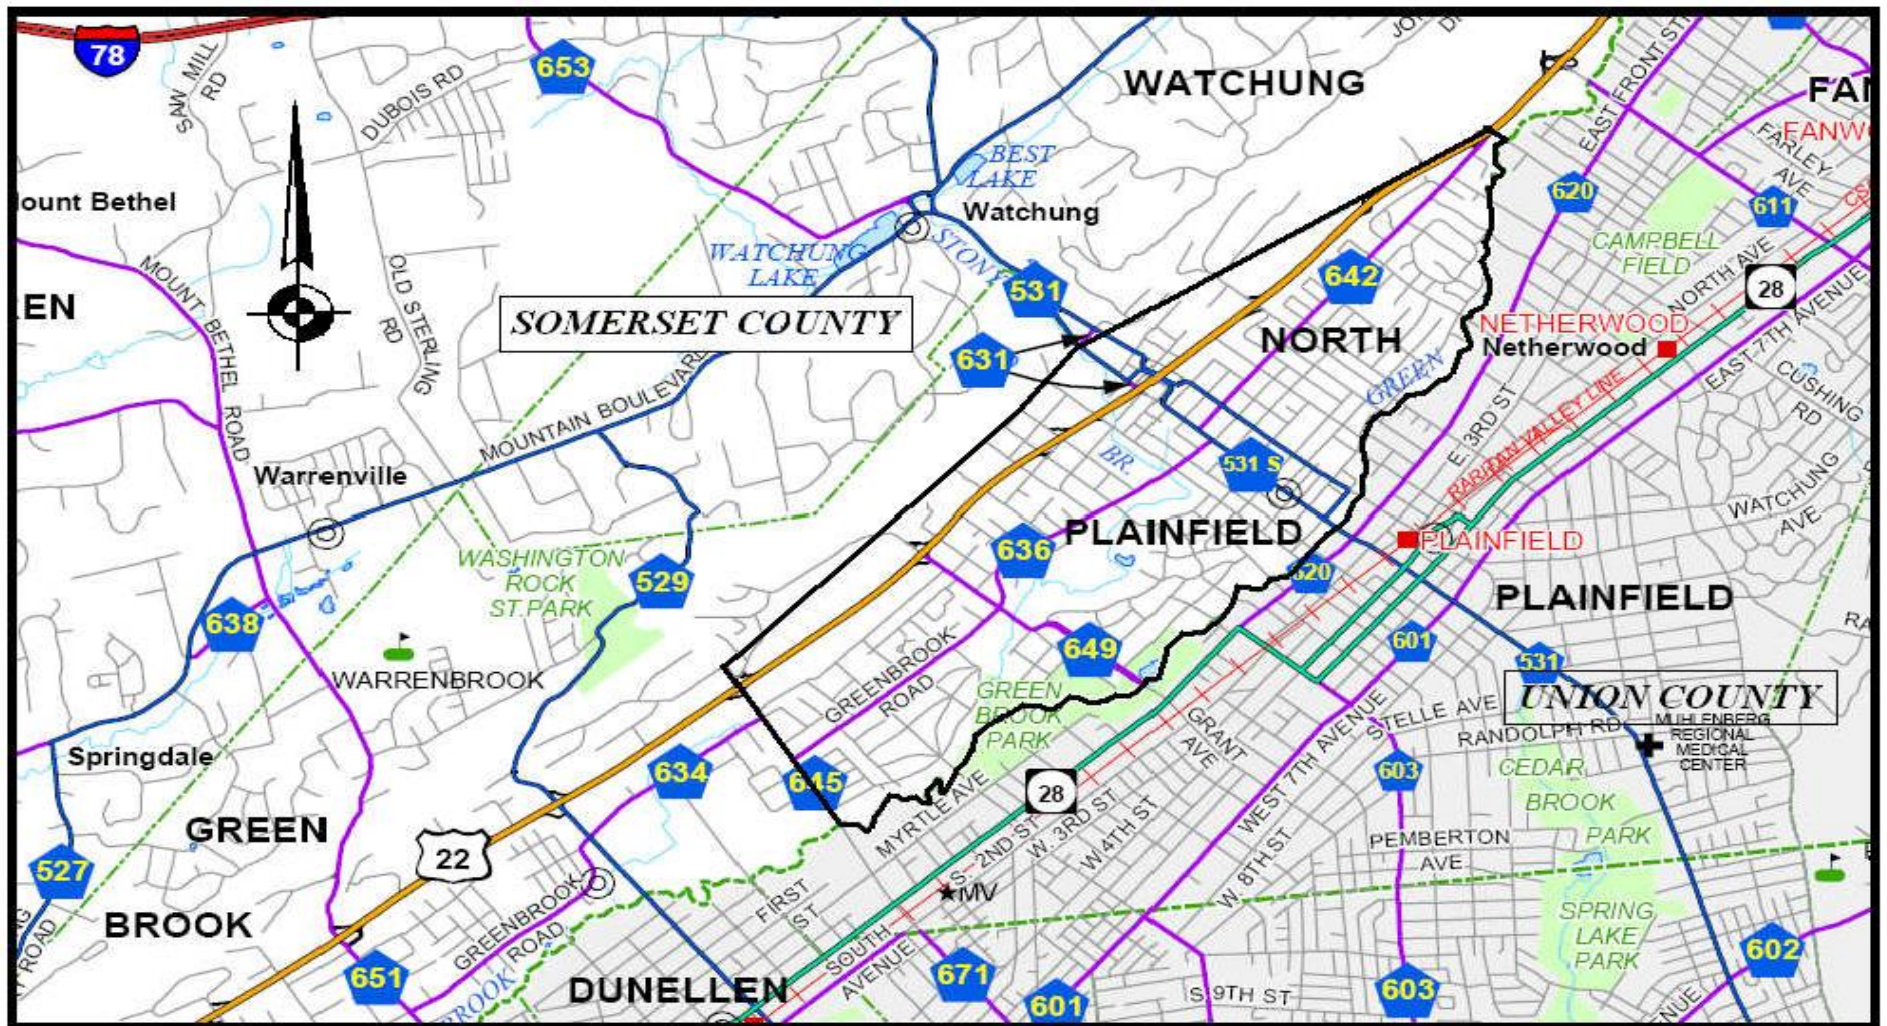 78
SAW MILL
RD
DUBOIS RD
653
WATCHUNG
EAST FRONT ST
FARLEY
AVE
620
611
BEST
LAKE
Watchung
WATCHUNG
LAKE
OLD STERLING
RD
MOUNT BETHEL ROAD
SOMERSET COUNTY
531
642
CAMPBELL
FIELD
NORTH AVE
28
631
NORTH
NETHERWOOD
Netherwood
EAST 7TH AVENUE
CUSHING
RD
GREEN
E. 3RD ST
RARITAN VALLEY LINE
MOUNTAIN BOULEVARD
Warrenville
BR.
531 S
WATCHUNG
AVE
WASHINGTON
ROCK
ST.PARK
529
636
PLAINFIELD
PLAINFIELD
PLAINFIELD
638
WARRENBROOK
649
601
531
UNION COUNTY
GREENBROOK
ROAD
GREEN
BROOK
PARK
GRANT
AVE
STELLE AVE
RANDOLPH RD
MUHLENBERG
REGIONAL
MEDICAL
CENTER
Springdale
634
645
28
WEST 7TH AVENUE
603
CEDAR
BROOK
PARK
GREEN
BROOK
22
527
MYRTLE AVE
S. 2ND ST
W. 3RD ST
W.4TH ST
W. 8TH ST
PEMBERTON
AVE
MV
FIRST
ST
GREENBROOK
ROAD
651
BROOK
DUNELLEN
SOUTH
AVENUE
671
601
S.9TH ST
603
SPRING
LAKE
PARK
602